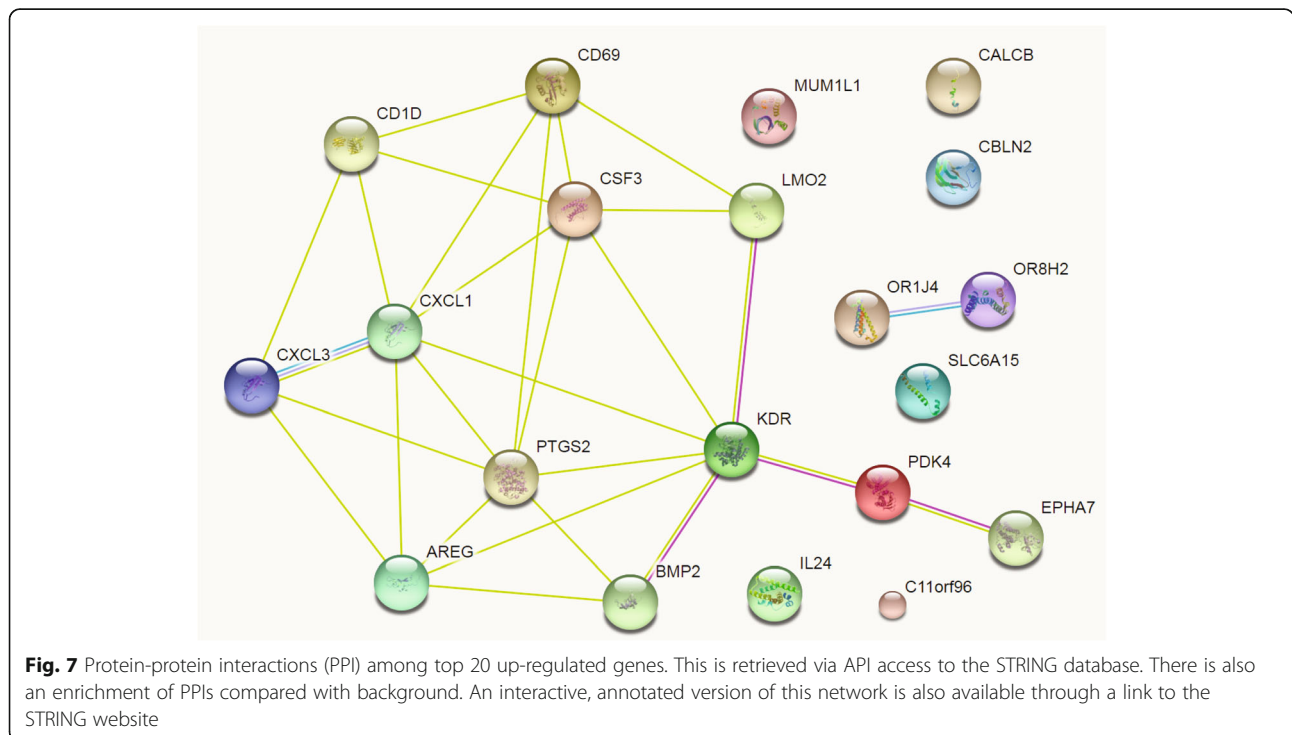 CD69
CALCB
MUM1L1
CD1D
CBLN2
CSF3
LMO2
OR8H2
OR1J4
CXCL1
CXCL3
SLC6A15
KDR
PTGS2
PDK4
EPHA7
AREG
IL24
BMP2
C11orf96
Fig. 7 Protein-protein interactions (PPI) among top 20 up-regulated genes. This is retrieved via API access to the STRING database. There is also
an enrichment of PPIs compared with background. An interactive, annotated version of this network is also available through a link to the
STRING website